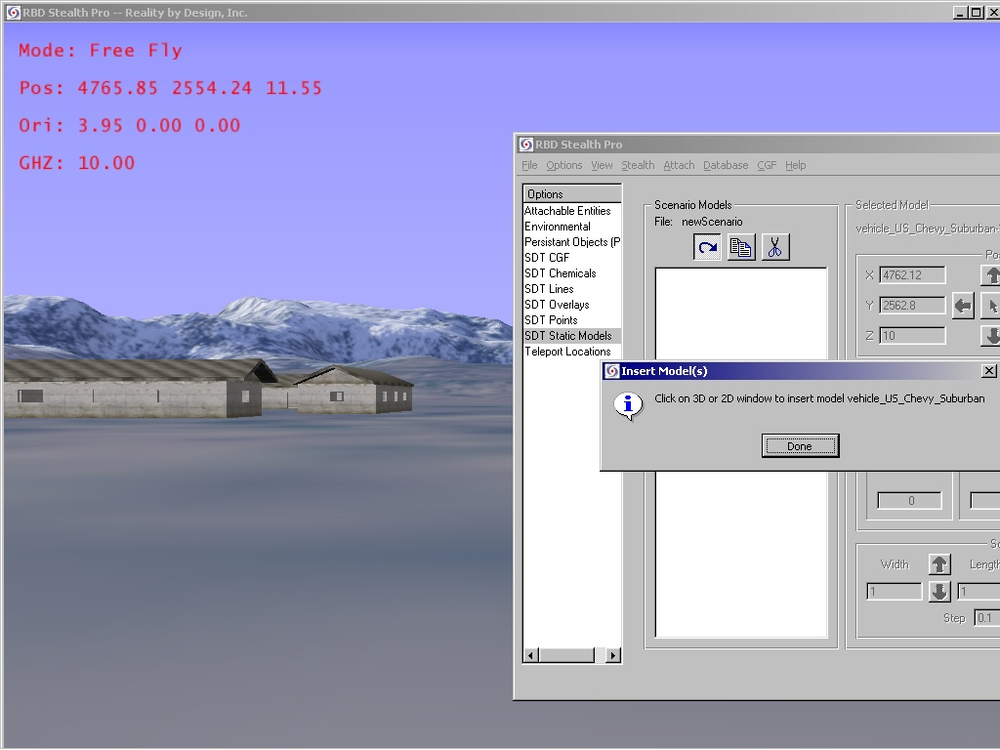 RBD Stealth Pro -- Reality by Design, Inc.
Mode: Free Fly
Pos: 4765.85 2554.24 11.55
Ori: 3.95 0.00 0.00
GHZ: 10.00
RBD Stealth Pro
File Options View Stealth Attach Database CGF Help
Options
Attachable Entities
Environmental
Persistant Objects (P
SDT CGF
SDT Chemicals
SDT Lines
SDT Overlays
SDT Points
SDT Static Models
Teleport Locations
Scenario Models
File: newScenario
Selected Model
vehicle_US_Chevy_Suburban-
Po
X 4762.12
Y 2562.8
Z 10
Insert Model(s)
Click on 3D or 2D window to insert model vehicle_US_Chevy_Suburban
Done
0
Sc
Width Length
1 1
Step 0.1